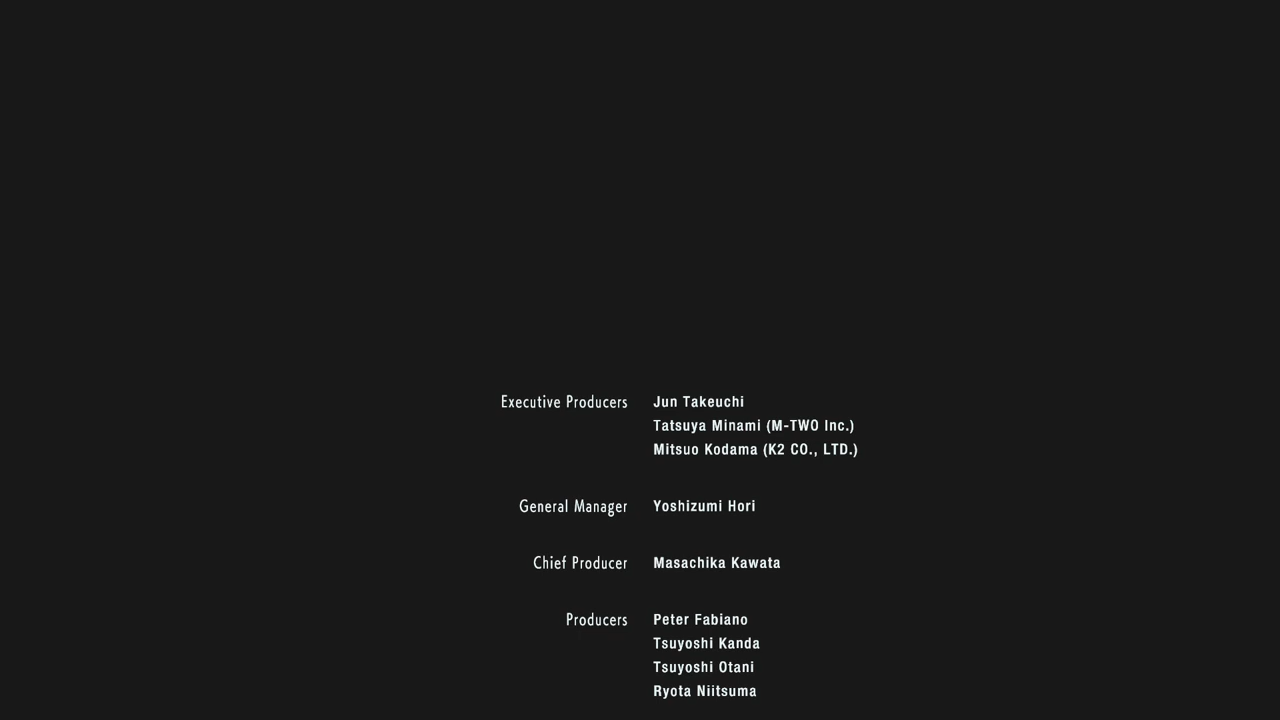 Executive Producers Jun Takeuchi
Tatsuya Minami (M-TWO Inc.)
Mitsuo Kodama (K2 CO., LTD.)
General Manager Yoshizumi Hori
Chief Producer Masachika Kawata
Producers Peter Fabiano
Tsuyoshi Kanda
Tsuyoshi Otani
Ryota Niitsuma